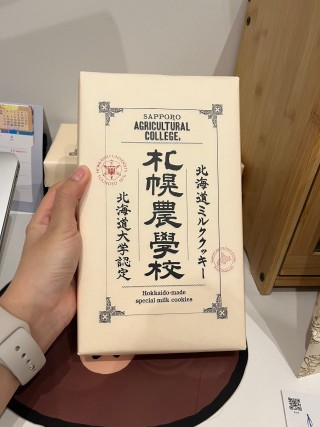 SAPPORO
AGRICULTURAL
COLLEGE.
北海道ミルククッキー
札幌農學校
北海道大学認定
Hokkaido-made
special milk cookies